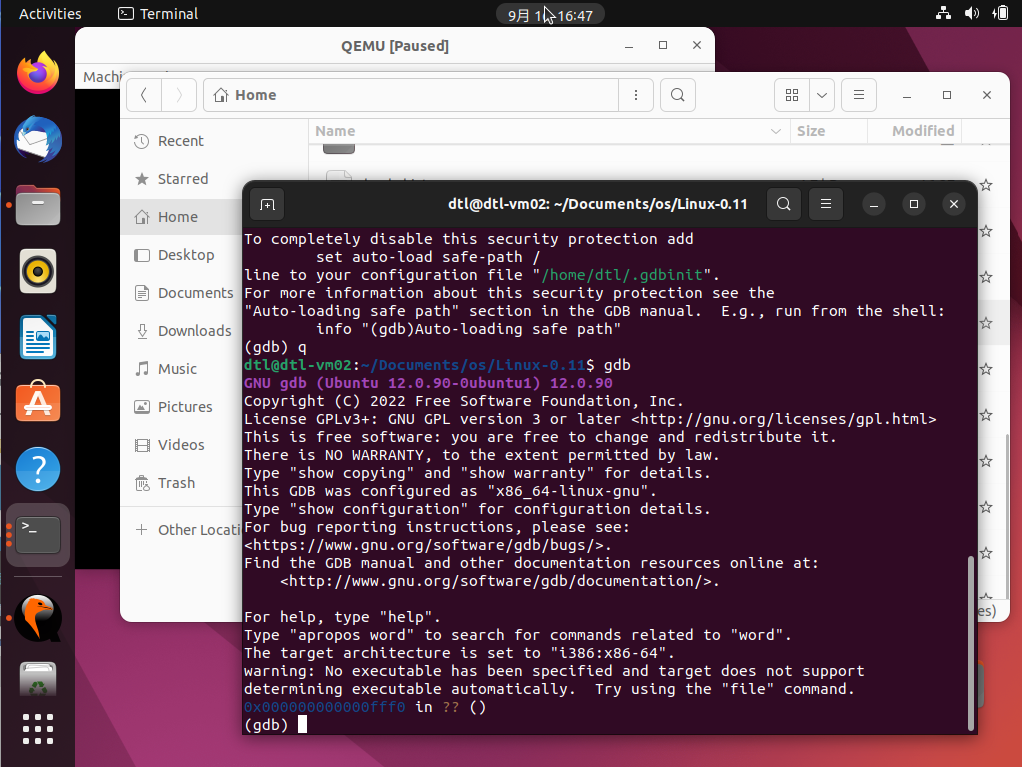 Activities
Terminal
16:47
QEMU [Paused]
Home
Name
Size
Modified
Recent
Starred
Home
Desktop
Documents
Downloads
Music
Pictures
Videos
Trash
dtl@dtl-vm02: ~/Documents/os/Linux-0.11
To completely disable this security protection add
set auto-load safe-path /
line to your configuration file "/home/dtl/.gdbinit".
For more information about this security protection see the
"Auto-loading safe path" section in the GDB manual.  E.g., run from the shell:
info "(gdb)Auto-loading safe path"
(gdb) q
dtl@dtl-vm02:~/Documents/os/Linux-0.11$ gdb
GNU gdb (Ubuntu 12.0.90-0ubuntu1) 12.0.90
Copyright (C) 2022 Free Software Foundation, Inc.
License GPLv3+: GNU GPL version 3 or later <http://gnu.org/licenses/gpl.html>
This is free software: you are free to change and redistribute it.
There is NO WARRANTY, to the extent permitted by law.
Type "show copying" and "show warranty" for details.
This GDB was configured as "x86_64-linux-gnu".
Type "show configuration" for configuration details.
For bug reporting instructions, please see:
<https://www.gnu.org/software/gdb/bugs/>.
Find the GDB manual and other documentation resources online at:
<http://www.gnu.org/software/gdb/documentation/>.
For help, type "help".
Type "apropos word" to search for commands related to "word".
The target architecture is set to "i386:x86-64".
warning: No executable has been specified and target does not support
determining executable automatically.  Try using the "file" command.
0x000000000000fff0 in ?? ()
(gdb)
Other